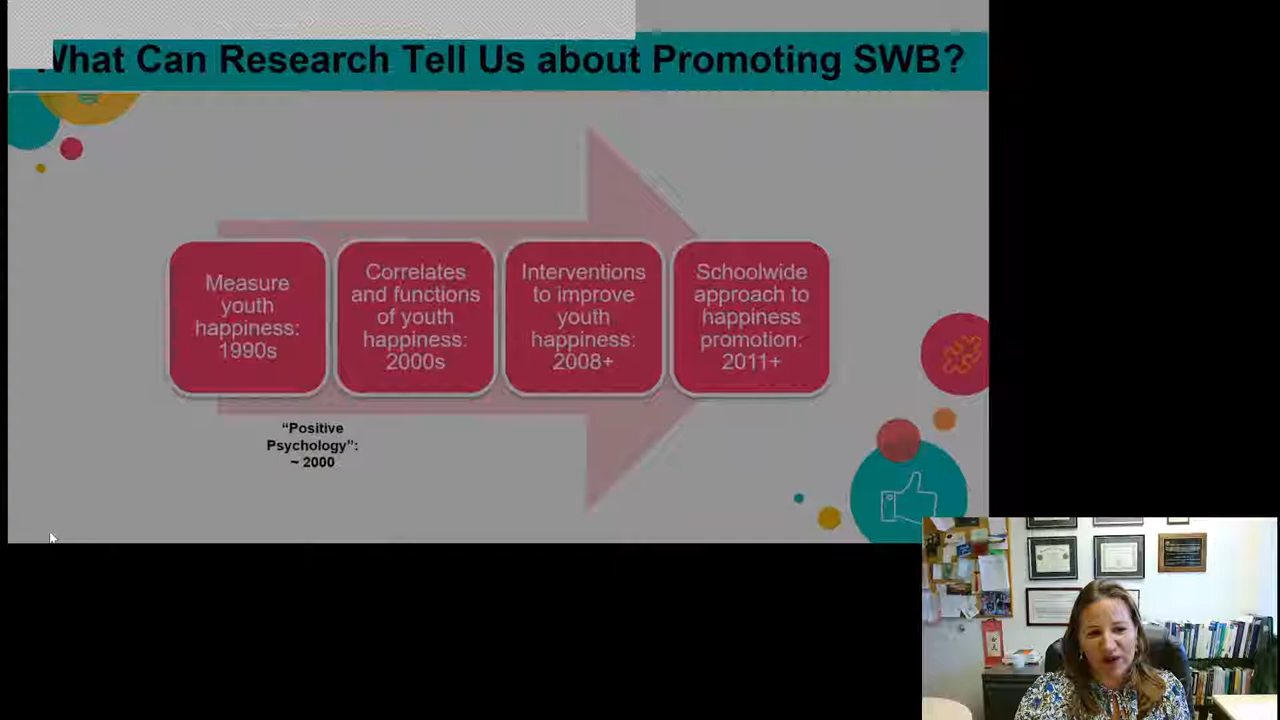 What Can Research Tell Us about Promoting SWB?
Measure
youth
happiness:
1990s
Correlates
and functions
of youth
happiness:
2000s
Interventions
to improve
youth
happiness:
2008+
Schoolwide
approach to
happiness
promotion:
2011+
“Positive
Psychology”:
~ 2000